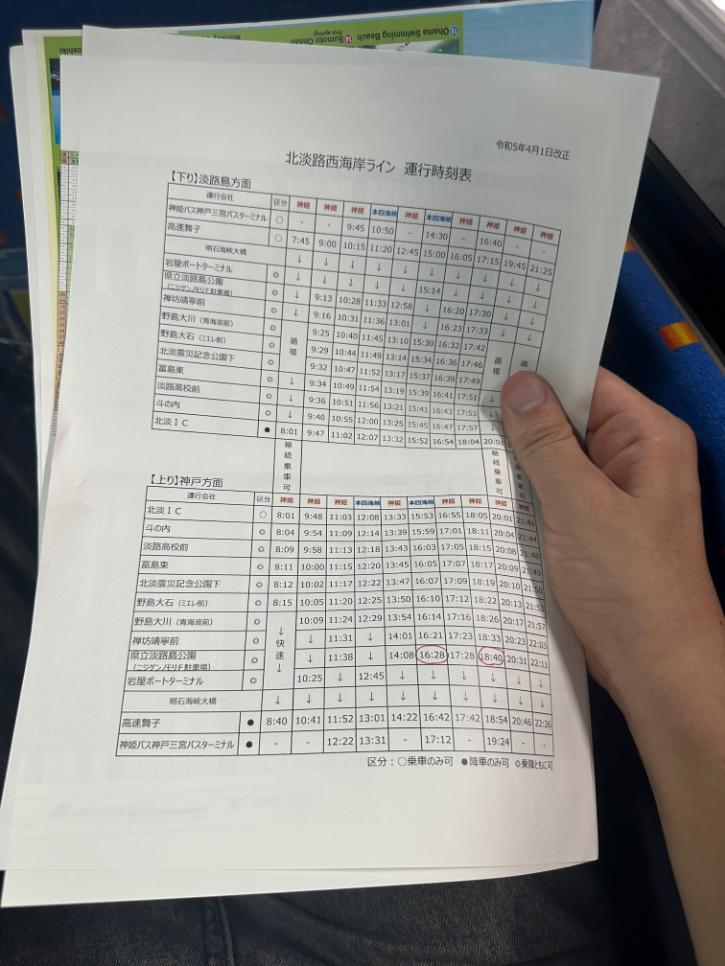 Ohama Swimming Beach
Sumoto Onsen
令和5年4月1日改正
北淡路西海岸ライン 運行時刻表
【下り】淡路島方面
運行会社 区分 神姫 神姫 神姫 本四海峡 神姫 本四海峡 神姫 神姫 神姫 神姫
神姫バス神戸三宮バスターミナル ○ - - 9:45 10:50 - 14:30 - 16:40 - -
高速舞子 ○ 7:45 9:00 10:15 11:20 12:45 15:00 16:05 17:15 19:45 21:25
明石海峡大橋 ↓ ↓ ↓ ↓ ↓ ↓ ↓ ↓ ↓ ↓
岩屋ポートターミナル ◎ ↓ ↓ ↓ ↓ ↓ 15:14 ↓ ↓ ↓ ↓
県立淡路島公園 ◎ ↓ 9:13 10:28 11:33 12:58 ↓ 16:20 17:30 ↓ ↓
(ニジゲンノモリF駐車場)
禅坊靖寧前 ◎ ↓ 9:16 10:31 11:36 13:01 ↓ 16:23 17:33 ↓ ↓
野島大川（青海波前） ◎ 循環 9:25 10:40 11:45 13:10 15:30 16:32 17:42 循環 循
野島大石（ミエレ前） ◎ 9:29 10:44 11:49 13:14 15:34 16:36 17:46
北淡震災記念公園下 ◎ 9:32 10:47 11:52 13:17 15:37 16:39 17:49
富島東 ◎ ↓ 9:34 10:49 11:54 13:19 15:39 16:41 17:51 ↓
淡路高校前 ◎ ↓ 9:36 10:51 11:56 13:21 15:41 16:43 17:53 ↓
斗の内 ◎ ↓ 9:40 10:55 12:00 13:25 15:45 16:47 17:57 ↓
北淡ＩＣ ● 8:01 9:47 11:02 12:07 13:32 15:52 16:54 18:04 20:01
継続乗車可 継続乗車可 乗車可
【上り】神戸方面
運行会社 区分 神姫 神姫 神姫 本四海峡 神姫 本四海峡 神姫 神姫 神姫 神姫
北淡ＩＣ ○ 8:01 9:48 11:03 12:08 13:33 15:53 16:55 18:05 20:01 21:41
斗の内 ◎ 8:04 9:54 11:09 12:14 13:39 15:59 17:01 18:11 20:04 21:44
淡路高校前 ◎ 8:09 9:58 11:13 12:18 13:43 16:03 17:05 18:15 20:08 21:48
富島東 ◎ 8:11 10:00 11:15 12:20 13:45 16:05 17:07 18:17 20:09 21:49
北淡震災記念公園下 ◎ 8:12 10:02 11:17 12:22 13:47 16:07 17:09 18:19 20:10 21:50
野島大石（ミエレ前） ◎ 8:15 10:05 11:20 12:25 13:50 16:10 17:12 18:22 20:13 21:53
野島大川（青海波前） ◎ ↓快速↓ 10:09 11:24 12:29 13:54 16:14 17:16 18:26 20:17 21:57
禅坊靖寧前 ◎ ↓ 11:31 ↓ 14:01 16:21 17:23 18:33 20:23 22:03
県立淡路島公園 ◎ ↓ 11:38 ↓ 14:08 16:28 17:28 18:40 20:31 22:11
(ニジゲンノモリF駐車場)
岩屋ポートターミナル ◎ 10:25 ↓ 12:45 ↓ ↓ ↓ ↓ ↓ ↓
明石海峡大橋 ↓ ↓ ↓ ↓ ↓ ↓ ↓ ↓ ↓ ↓
高速舞子 ● 8:40 10:41 11:52 13:01 14:22 16:42 17:42 18:54 20:46 22:26
神姫バス神戸三宮バスターミナル ● - - 12:22 13:31 - 17:12 - 19:24 - -
区分：○乗車のみ可 ●降車のみ可 ◎乗降ともに可